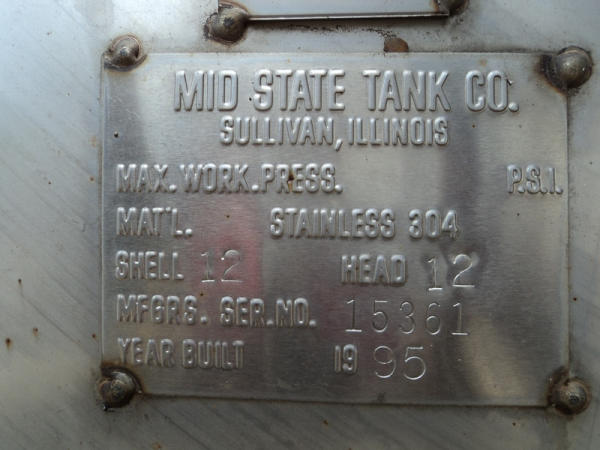 MID STATE TANK CO.
SULLIVAN, ILLINOIS
MAX. WORK. PRESS. P.S.I.
MAT'L. STAINLESS 304
SHELL 12 HEAD 12
MFGRS. SER. NO. 15361
YEAR BUILT 19 95